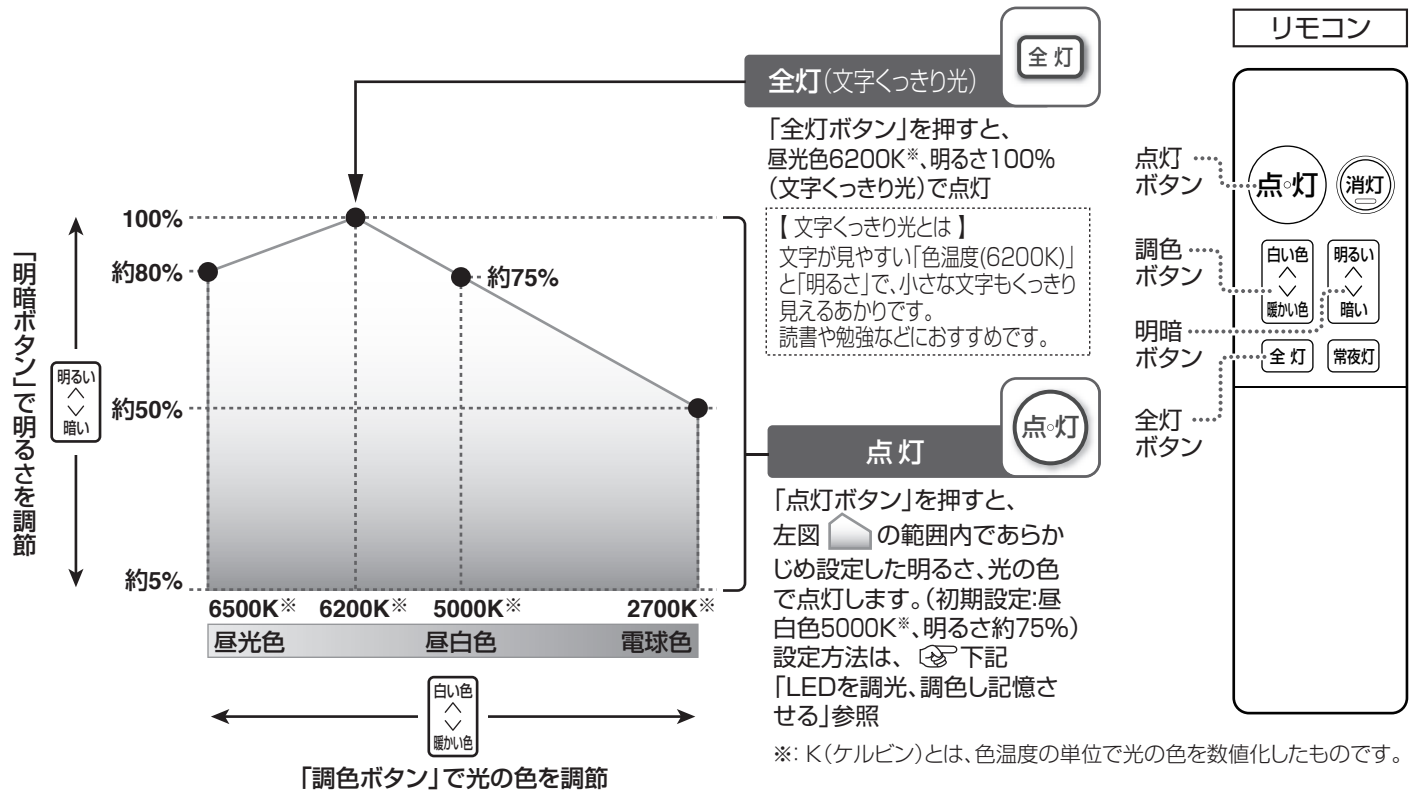 リモコン
全灯
全灯(文字くっきり光)
「全灯ボタン」を押すと、
昼光色6200K※、明るさ100%
(文字くっきり光)で点灯
【 文字くっきり光とは 】
文字が見やすい「色温度(6200K)」
と「明るさ」で、小さな文字もくっきり
見えるあかりです。
読書や勉強などにおすすめです。
点灯
点灯
「点灯ボタン」を押すと、
左図 の範囲内であらか
じめ設定した明るさ、光の色
で点灯します。(初期設定:昼
白色5000K※、明るさ約75%)
設定方法は、 下記
「LEDを調光、調色し記憶さ
せる」参照
※: K(ケルビン)とは、色温度の単位で光の色を数値化したものです。
「明暗ボタン」で明るさを調節
明るい
暗い
100%
約80%
約75%
約50%
約5%
6500K※ 6200K※ 5000K※ 2700K※
昼光色 昼白色 電球色
白い色
暖かい色
「調色ボタン」で光の色を調節
点灯
ボタン
調色
ボタン
明暗
ボタン
全灯
ボタン
点灯 消灯
白い色 明るい
暖かい色 暗い
全灯 常夜灯